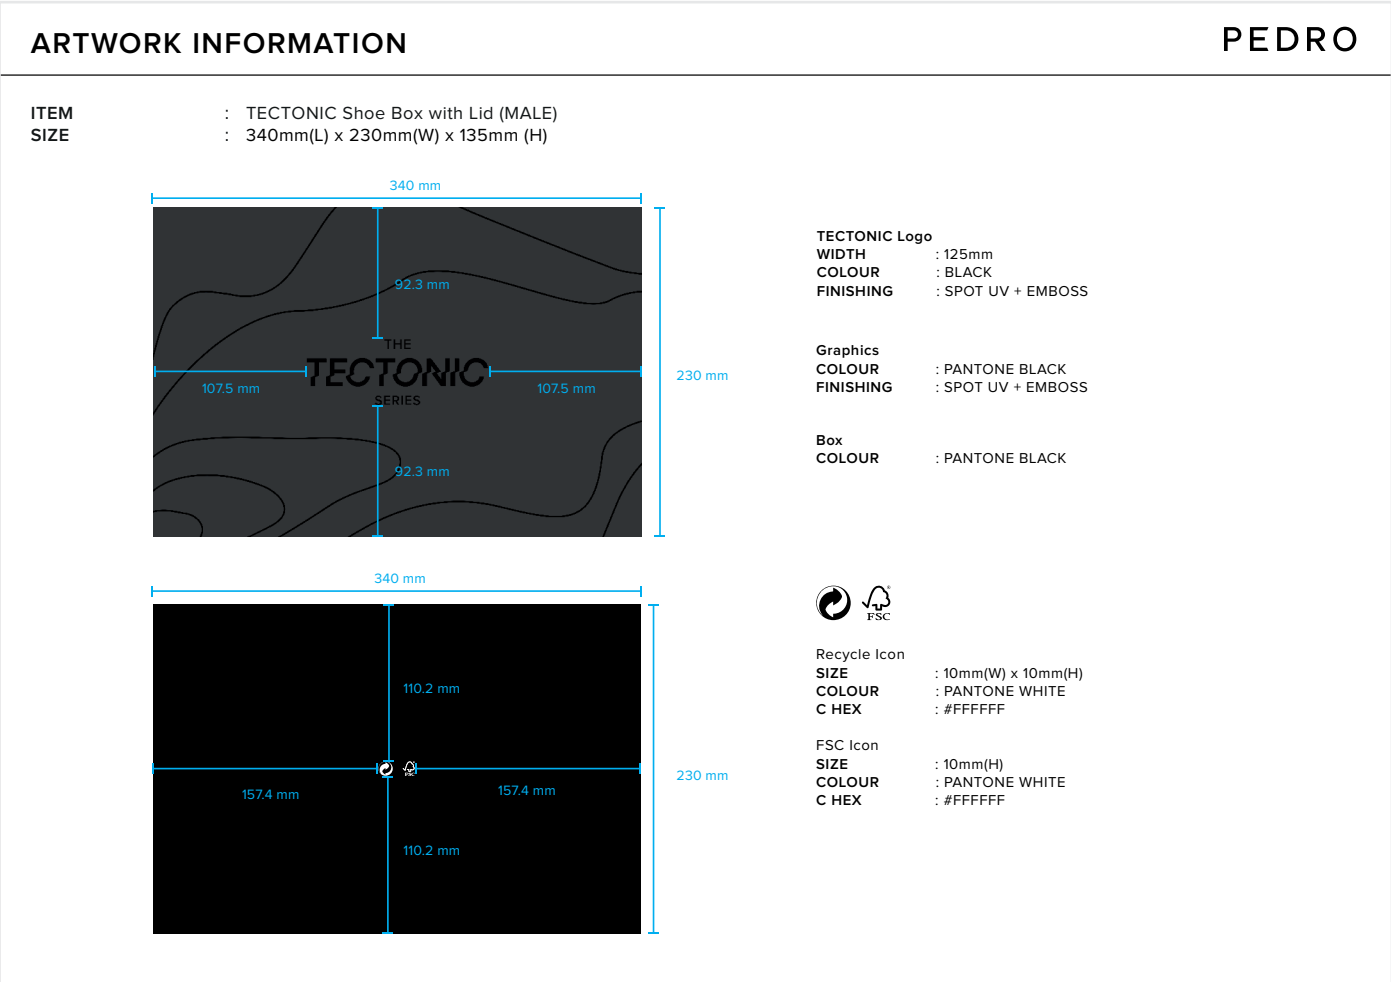 ARTWORK INFORMATION
PEDRO
ITEM : TECTONIC Shoe Box with Lid (MALE)
SIZE : 340mm(L) x 230mm(W) x 135mm (H)
340 mm
92.3 mm
THE
TECTONIC
SERIES
107.5 mm
107.5 mm
92.3 mm
230 mm
TECTONIC Logo
WIDTH : 125mm
COLOUR : BLACK
FINISHING : SPOT UV + EMBOSS
Graphics
COLOUR : PANTONE BLACK
FINISHING : SPOT UV + EMBOSS
Box
COLOUR : PANTONE BLACK
340 mm
110.2 mm
FSC
157.4 mm
157.4 mm
110.2 mm
230 mm
FSC
Recycle Icon
SIZE : 10mm(W) x 10mm(H)
COLOUR : PANTONE WHITE
C HEX : #FFFFFF
FSC Icon
SIZE : 10mm(H)
COLOUR : PANTONE WHITE
C HEX : #FFFFFF